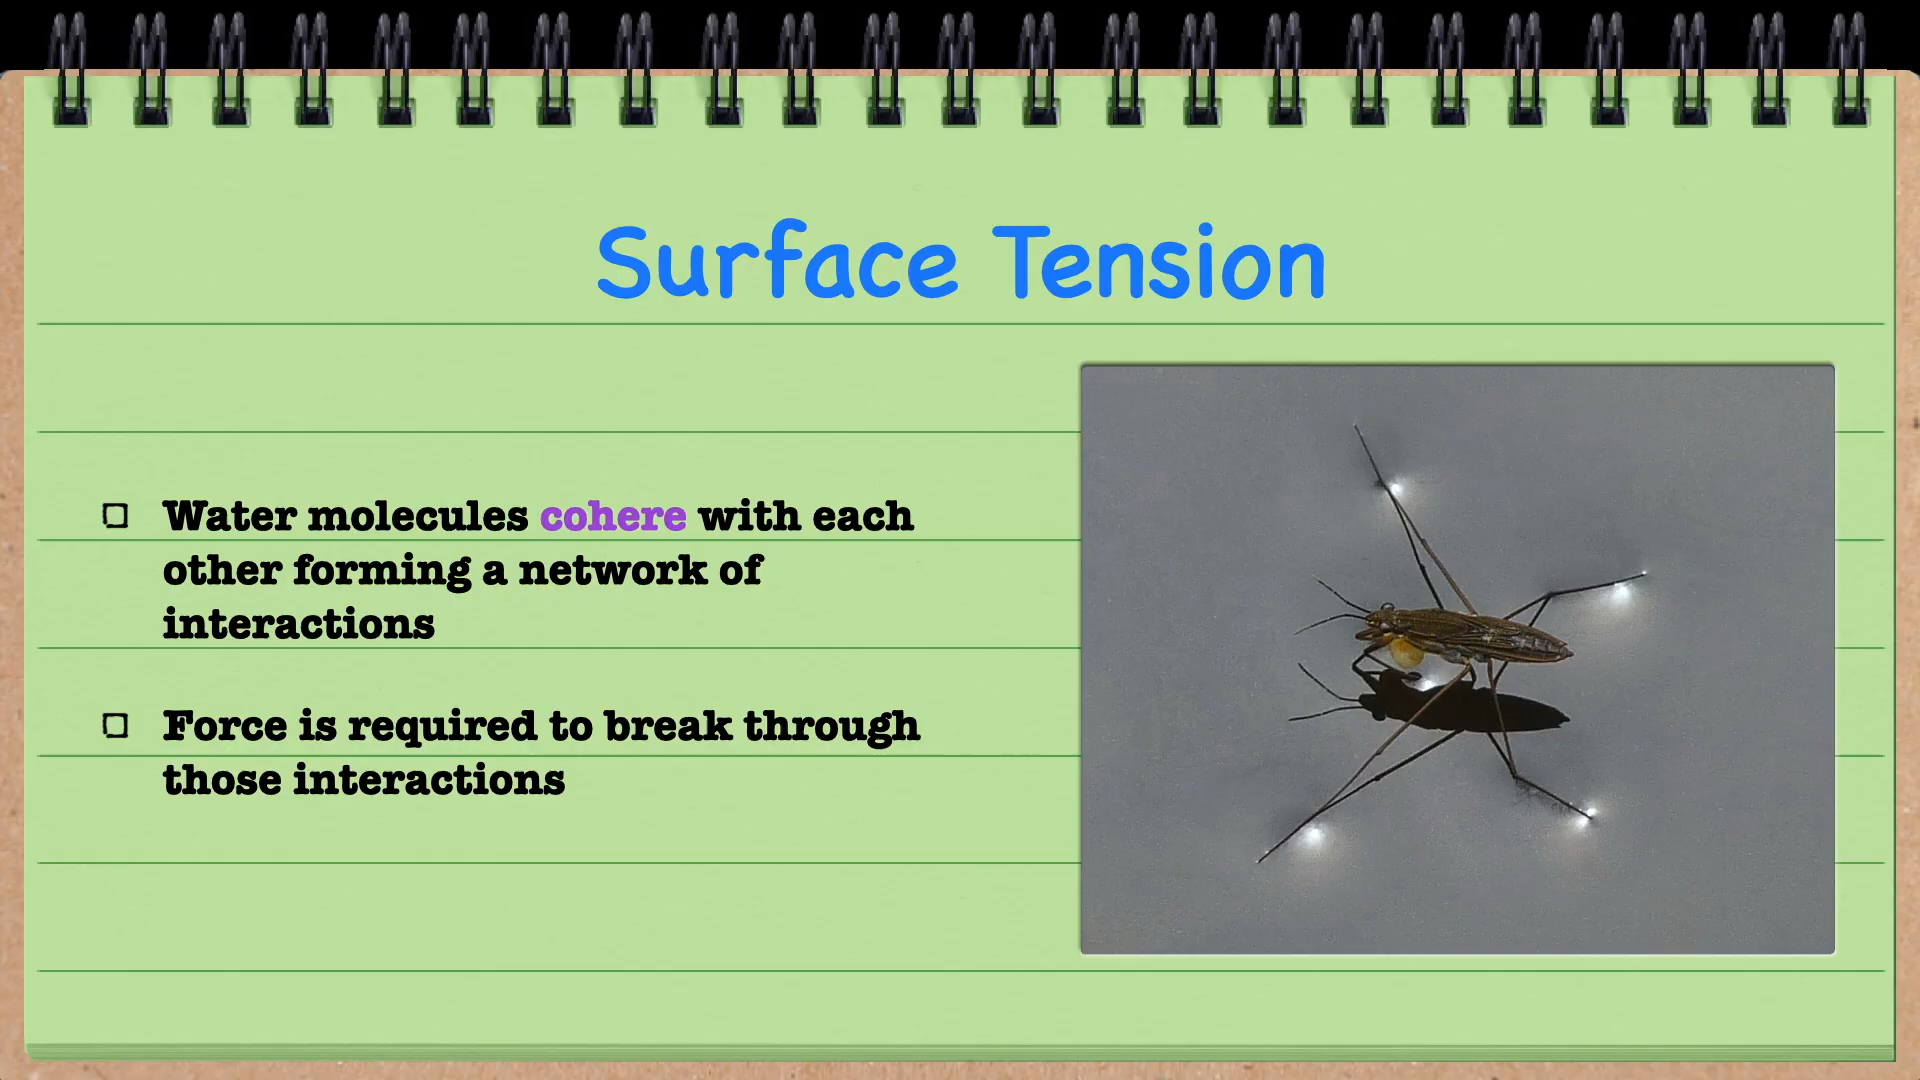 Surface Tension
Water molecules cohere with each
other forming a network of
interactions
Force is required to break through
those interactions